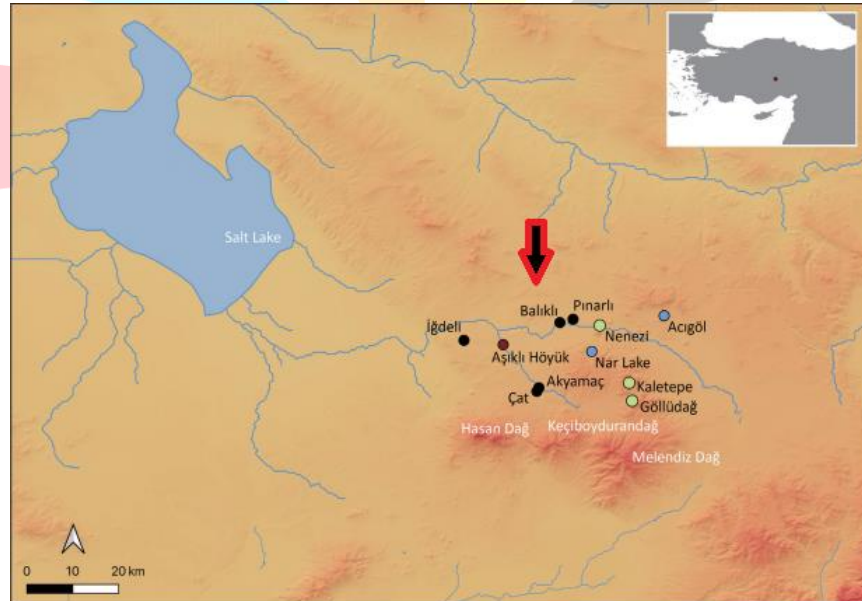 Salt Lake
Balıklı
Pınarlı
Acıgöl
İğdeli
Nenezi
Aşıklı Höyük
Nar Lake
Akyamaç
Kaletepe
Çat
Göllüdağ
Hasan Dağ
Keçiboydurandağ
Melendiz Dağ
0 10 20 km